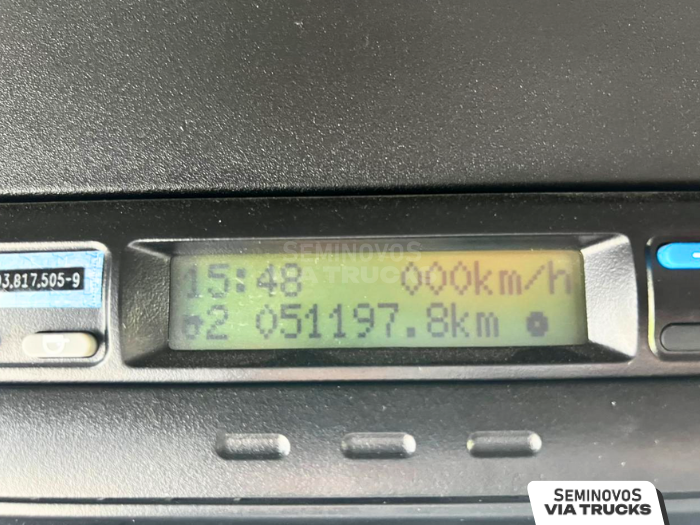 SEMINOVOS
VIA TRUCKS
15:48 000km/h
2 051197.8km
3.817.505-9
SEMINOVOS
VIA TRUCKS